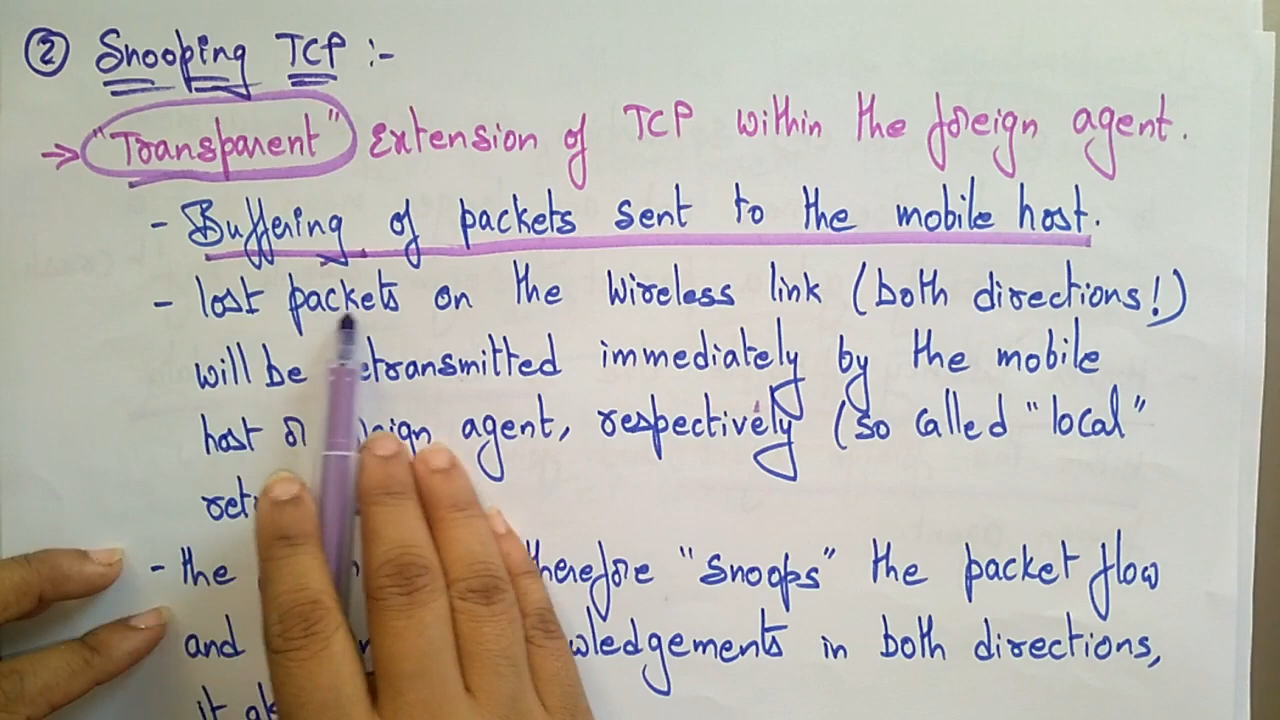 ② Snooping TCP :-
→ "Transparent" Extension of TCP within the foreign agent.
- Buffering of packets sent to the mobile host.
- lost packets on the wireless link (both directions!)
will be retransmitted immediately by the mobile
host agent, respectively (so called "local"
- the therefore "snoops" the packet flow
and in both directions,
it